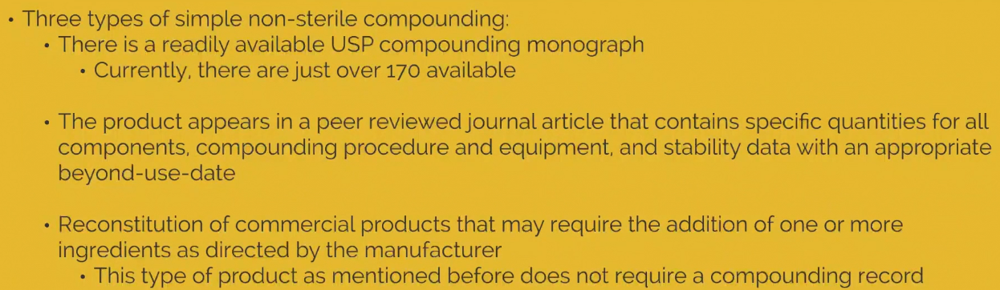 • Three types of simple non-sterile compounding:
• There is a readily available USP compounding monograph
• Currently, there are just over 170 available
• The product appears in a peer reviewed journal article that contains specific quantities for all
components, compounding procedure and equipment, and stability data with an appropriate
beyond-use-date
• Reconstitution of commercial products that may require the addition of one or more
ingredients as directed by the manufacturer
• This type of product as mentioned before does not require a compounding record